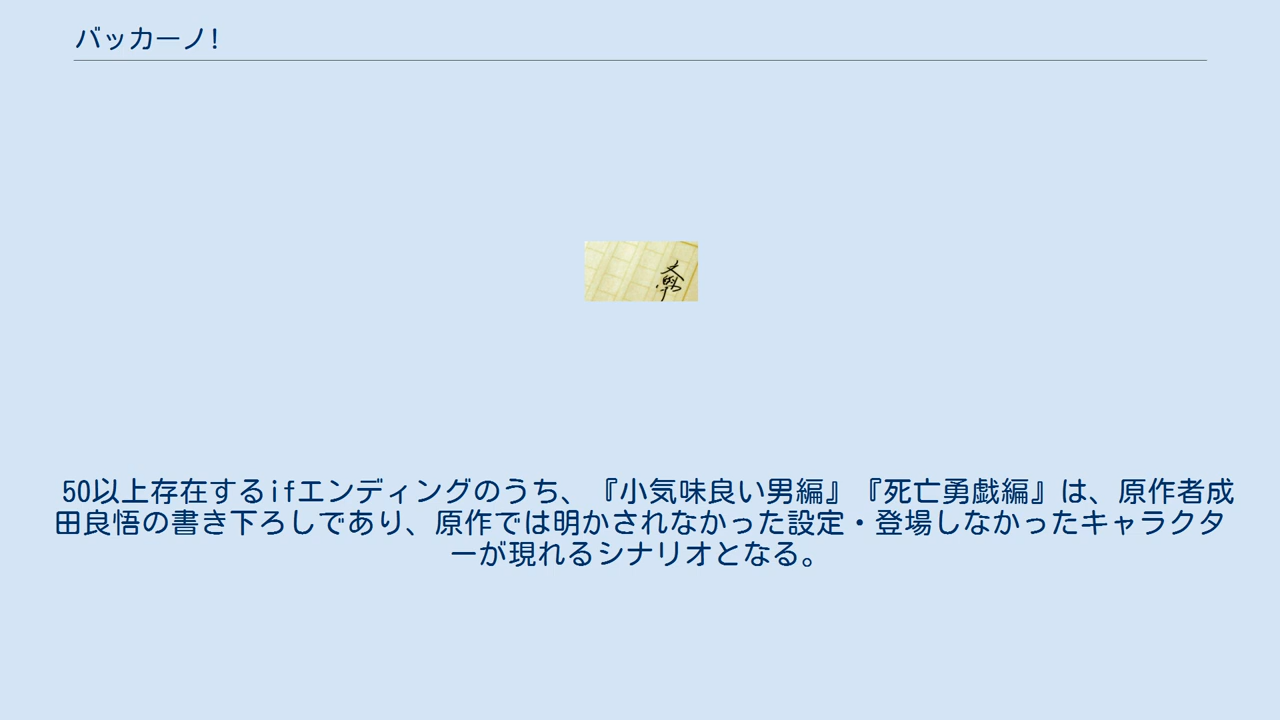 バッカーノ!
50以上存在するifエンディングのうち、『小気味良い男編』『死亡勇戯編』は、原作者成
田良悟の書き下ろしであり、原作では明かされなかった設定・登場しなかったキャラクタ
ーが現れるシナリオとなる。